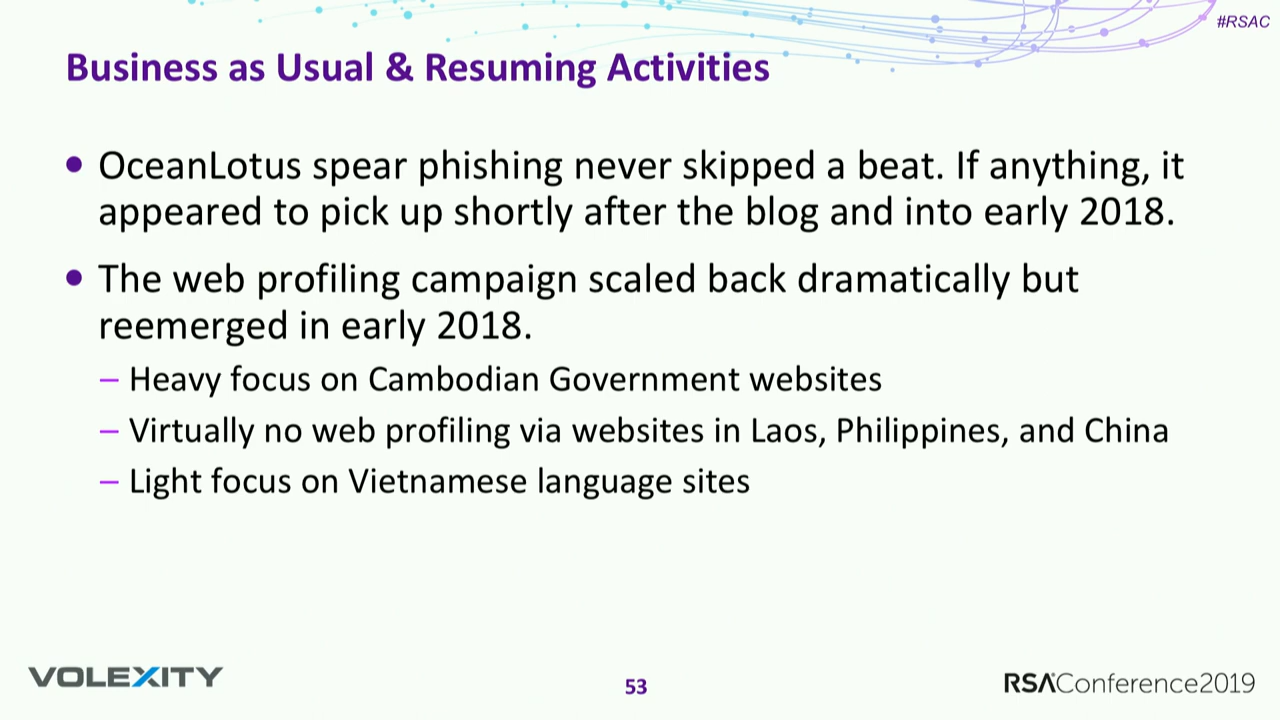 #RSAC
Business as Usual & Resuming Activities
• OceanLotus spear phishing never skipped a beat. If anything, it
appeared to pick up shortly after the blog and into early 2018.
• The web profiling campaign scaled back dramatically but
reemerged in early 2018.
– Heavy focus on Cambodian Government websites
– Virtually no web profiling via websites in Laos, Philippines, and China
– Light focus on Vietnamese language sites
VOLEXITY
53
RSAConference2019